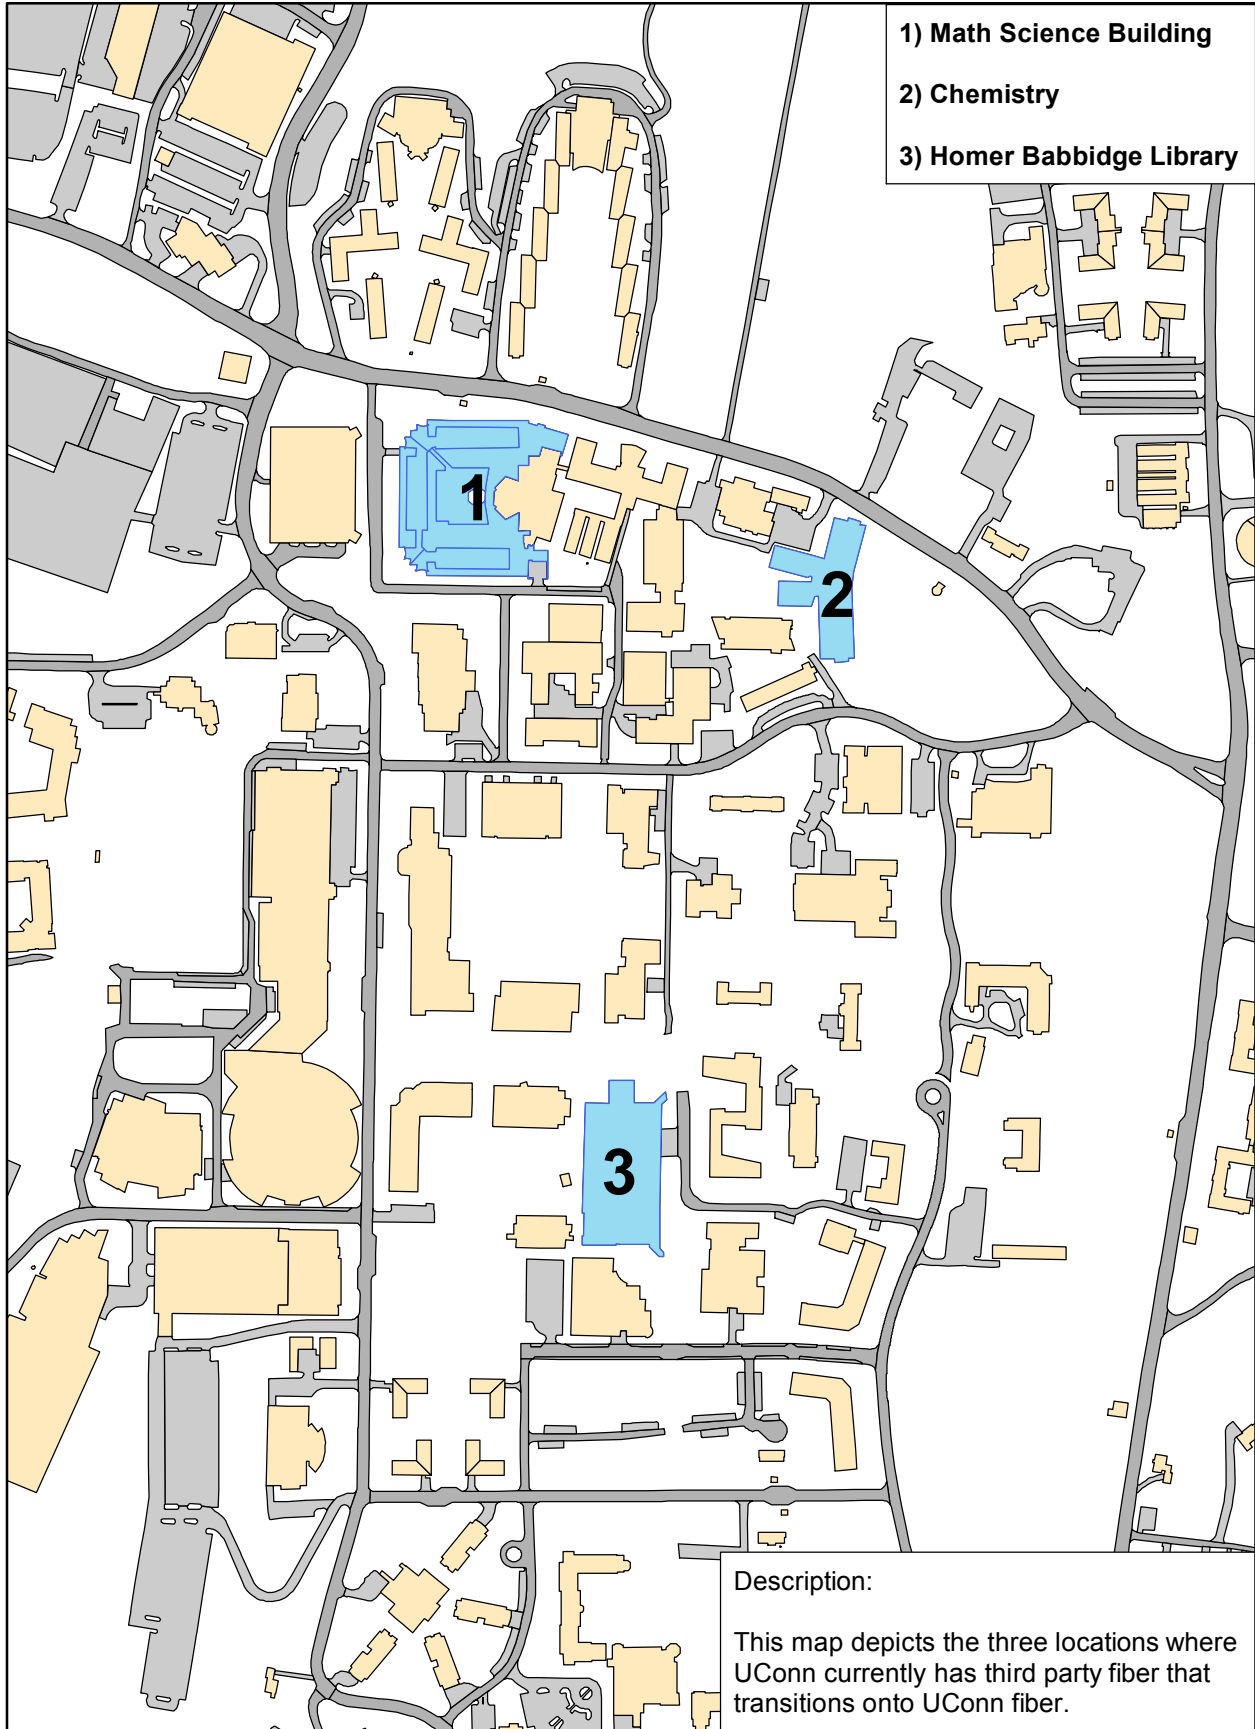 1) Math Science Building
2) Chemistry
3) Homer Babbidge Library
1
2
3
Description:
This map depicts the three locations where
UConn currently has third party fiber that
transitions onto UConn fiber.